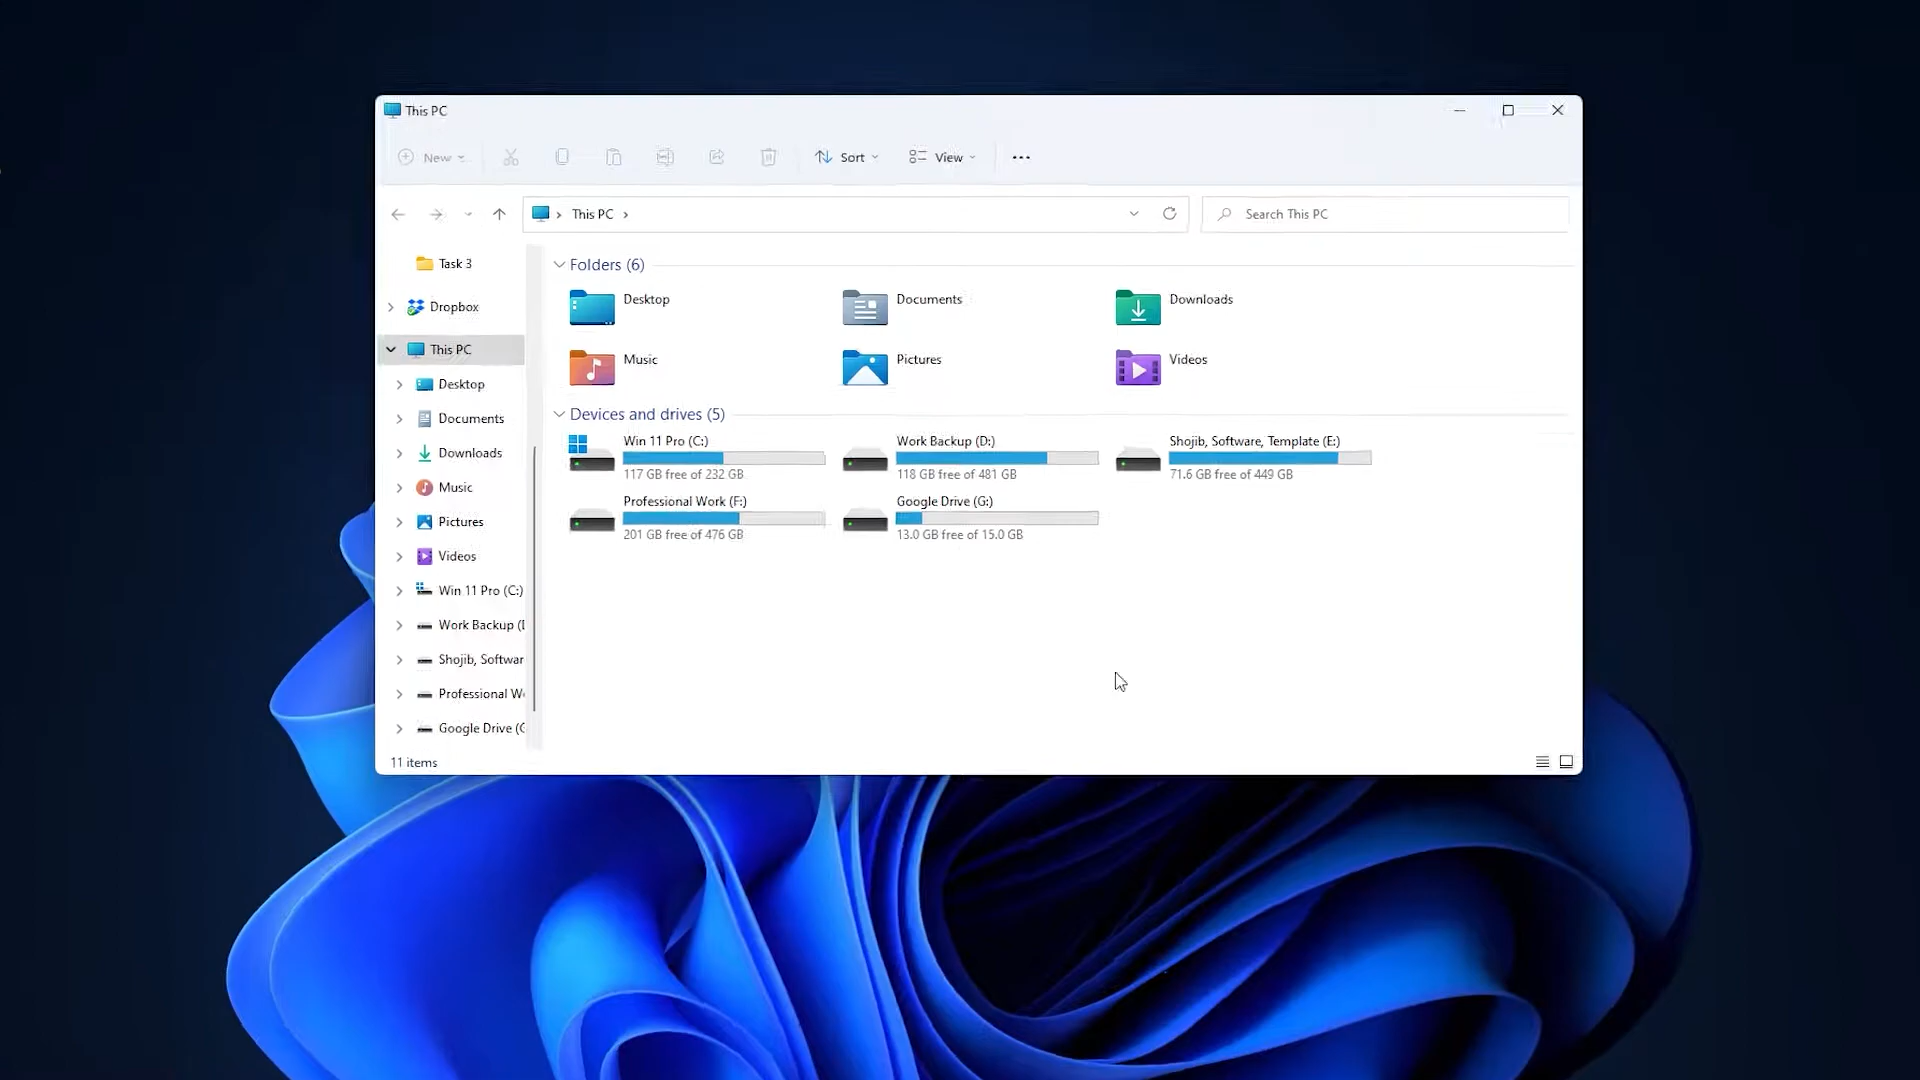 This PC
New
Sort
View
This PC
Search This PC
Task 3
Dropbox
This PC
Desktop
Documents
Downloads
Music
Pictures
Videos
Win 11 Pro (C:)
Work Backup (D
Shojib, Softwar
Professional Wo
Google Drive (G
Folders (6)
Desktop
Documents
Downloads
Music
Pictures
Videos
Devices and drives (5)
Win 11 Pro (C:)
117 GB free of 232 GB
Work Backup (D:)
118 GB free of 481 GB
Shojib, Software, Template (E:)
71.6 GB free of 449 GB
Professional Work (F:)
201 GB free of 476 GB
Google Drive (G:)
13.0 GB free of 15.0 GB
11 items